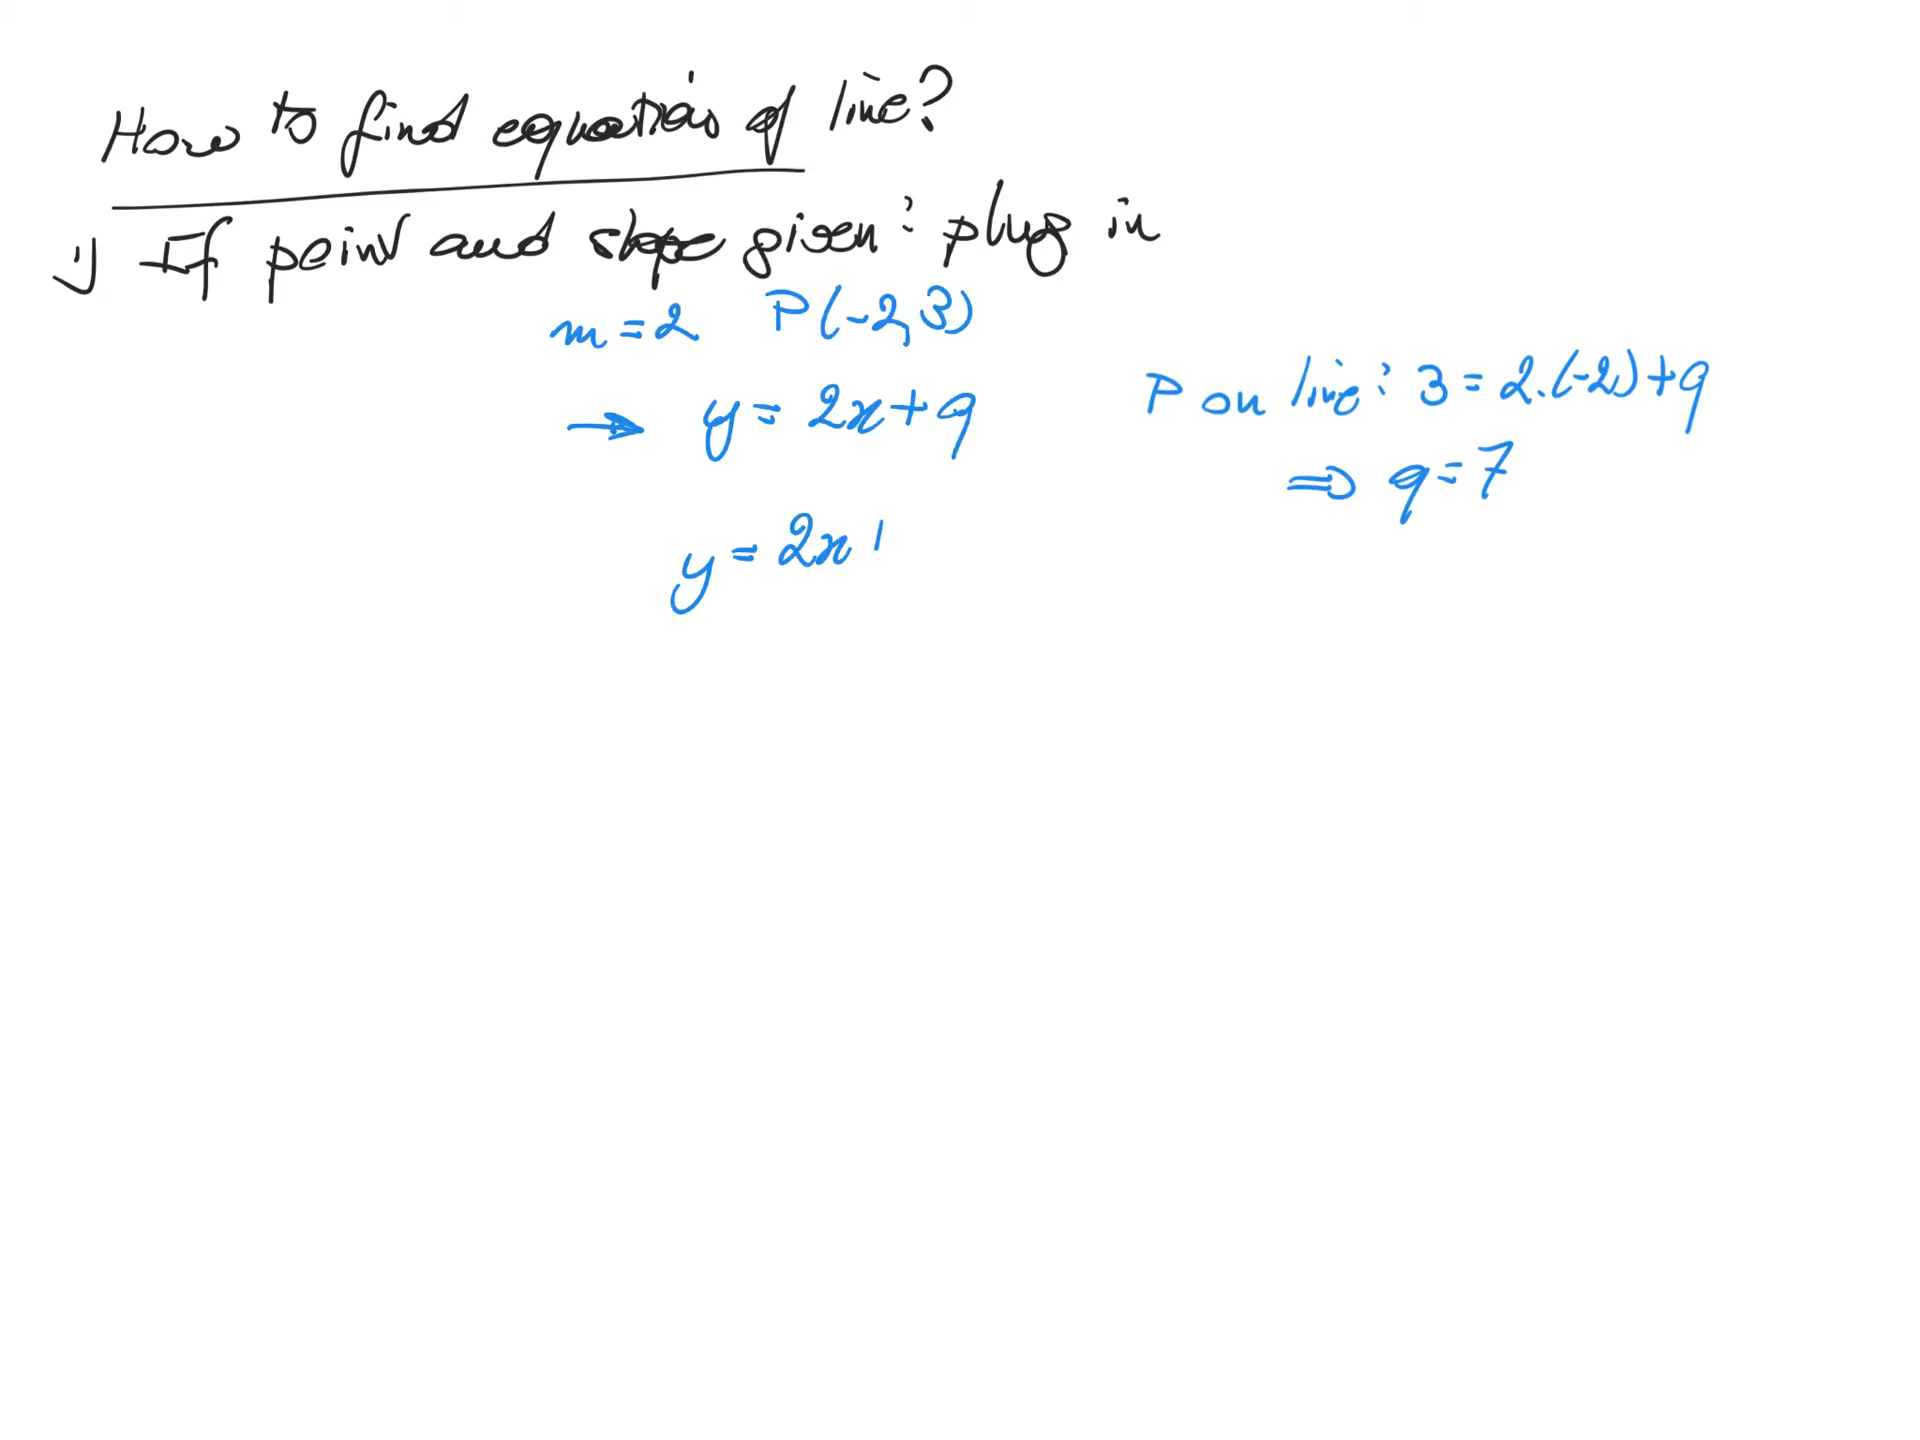 How to find equation of line?
1) If point and slope given: plug in
m = 2 P(-2,3)
→ y = 2x + q
P on line: 3 = 2.(-2) + q
⇒ q = 7
y = 2x